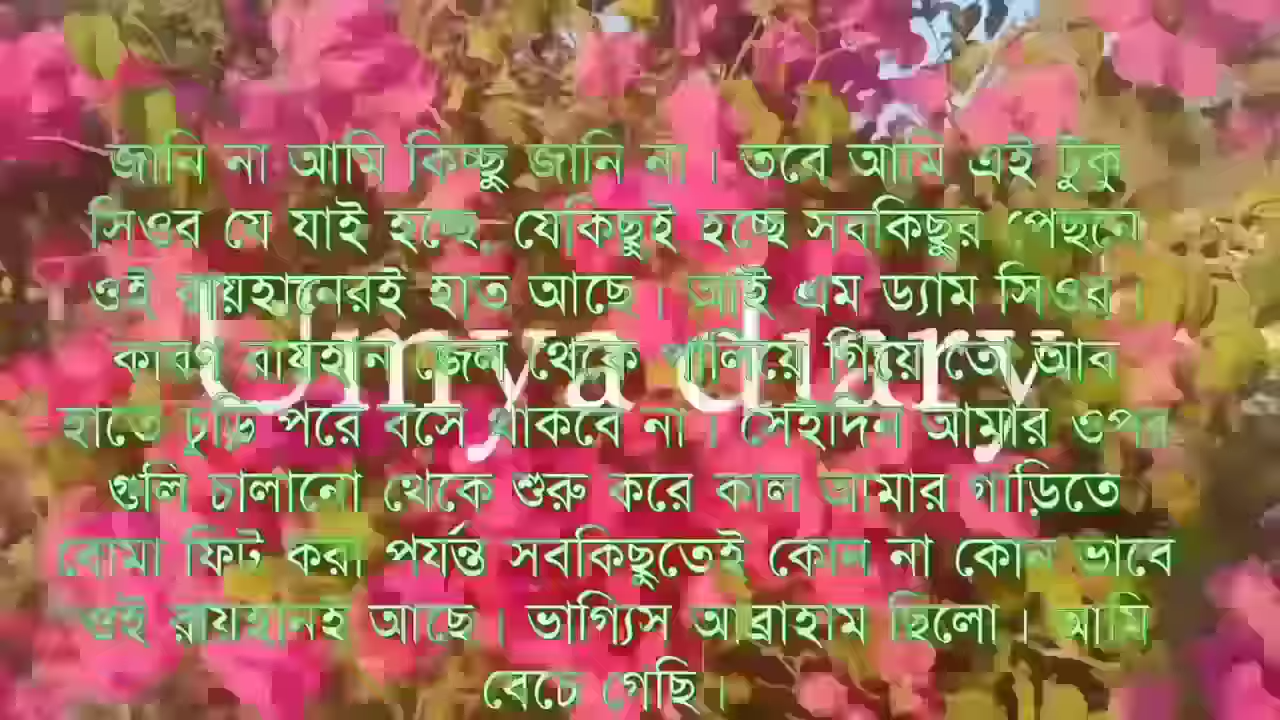 জানি না আমি কিচ্ছু জানি না । তবে আমি এই টুকু
সিওর যে যাই হচ্ছে, যেকিছুই হচ্ছে সবকিছুর পেছনে
ওই রায়হানেরই হাত আছে । আই এম ড্যাম সিওর ।
কারণ রায়হান জেল থেকে পালিয়ে গিয়ে তো আর
হাতে চুড়ি পরে বসে থাকবে না । সেইদিন আমার ওপর
গুলি চালানো থেকে শুরু করে কাল আমার গাড়িতে
বোমা ফিট করা পর্যন্ত সবকিছুতেই কোন না কোন ভাবে
ওই রায়হানই আছে । ভাগ্যিস আব্রাহাম ছিলো । আমি
বেচে গেছি ।